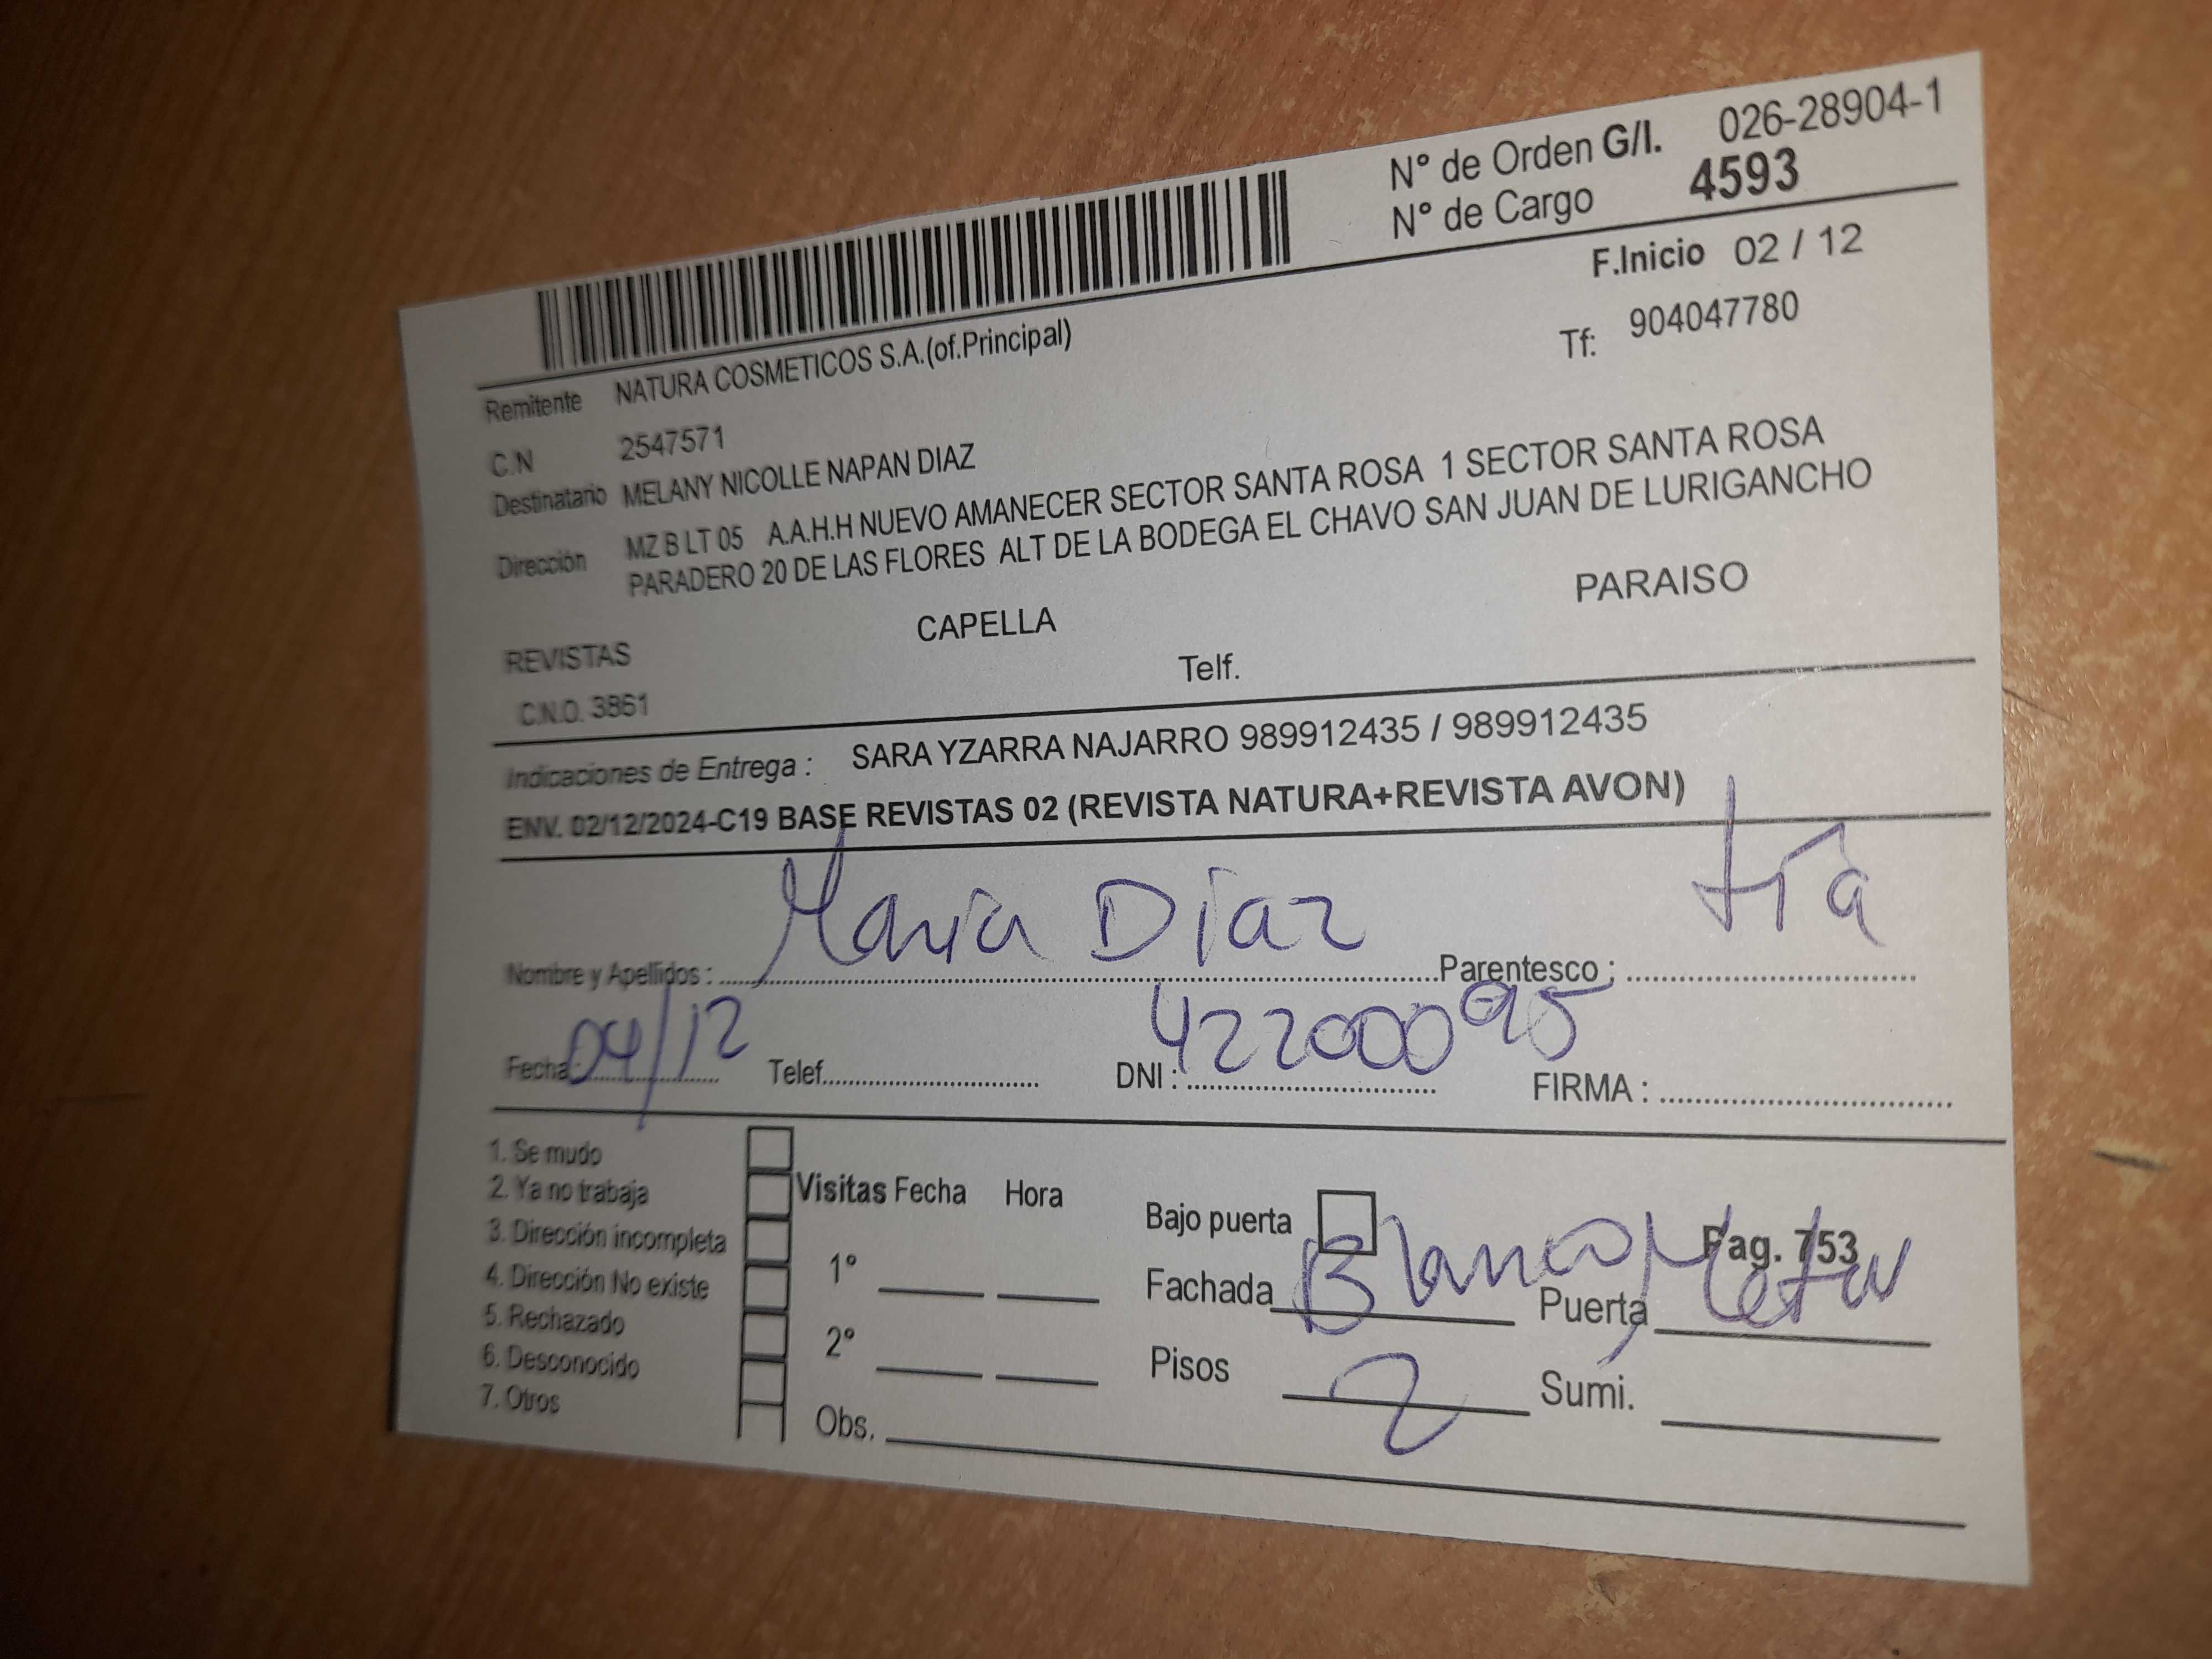 N° de Orden G/I. 026-28904-1
N° de Cargo 4593
F.Inicio 02 / 12
Remitente NATURA COSMETICOS S.A.(of.Principal)
Tf: 904047780
C.N 2547571
Destinatario MELANY NICOLLE NAPAN DIAZ
Dirección MZ B LT 05 A.A.H.H NUEVO AMANECER SECTOR SANTA ROSA 1 SECTOR SANTA ROSA
PARADERO 20 DE LAS FLORES ALT DE LA BODEGA EL CHAVO SAN JUAN DE LURIGANCHO
REVISTAS CAPELLA PARAISO
C.N.O. 3861 Telf.
Indicaciones de Entrega : SARA YZARRA NAJARRO 989912435 / 989912435
ENV. 02/12/2024-C19 BASE REVISTAS 02 (REVISTA NATURA+REVISTA AVON)
Nombre y Apellidos : Maria Díaz Parentesco : tía
Fecha : 04/12 Telef. DNI : 42200095 FIRMA :
1. Se mudo
2. Ya no trabaja
3. Dirección incompleta
4. Dirección No existe
5. Rechazado
6. Desconocido
7. Otros
Visitas Fecha Hora
1°
2°
Obs.
Bajo puerta Pag. 753
Fachada Blanco Puerta Metal
Pisos 2 Sumi.